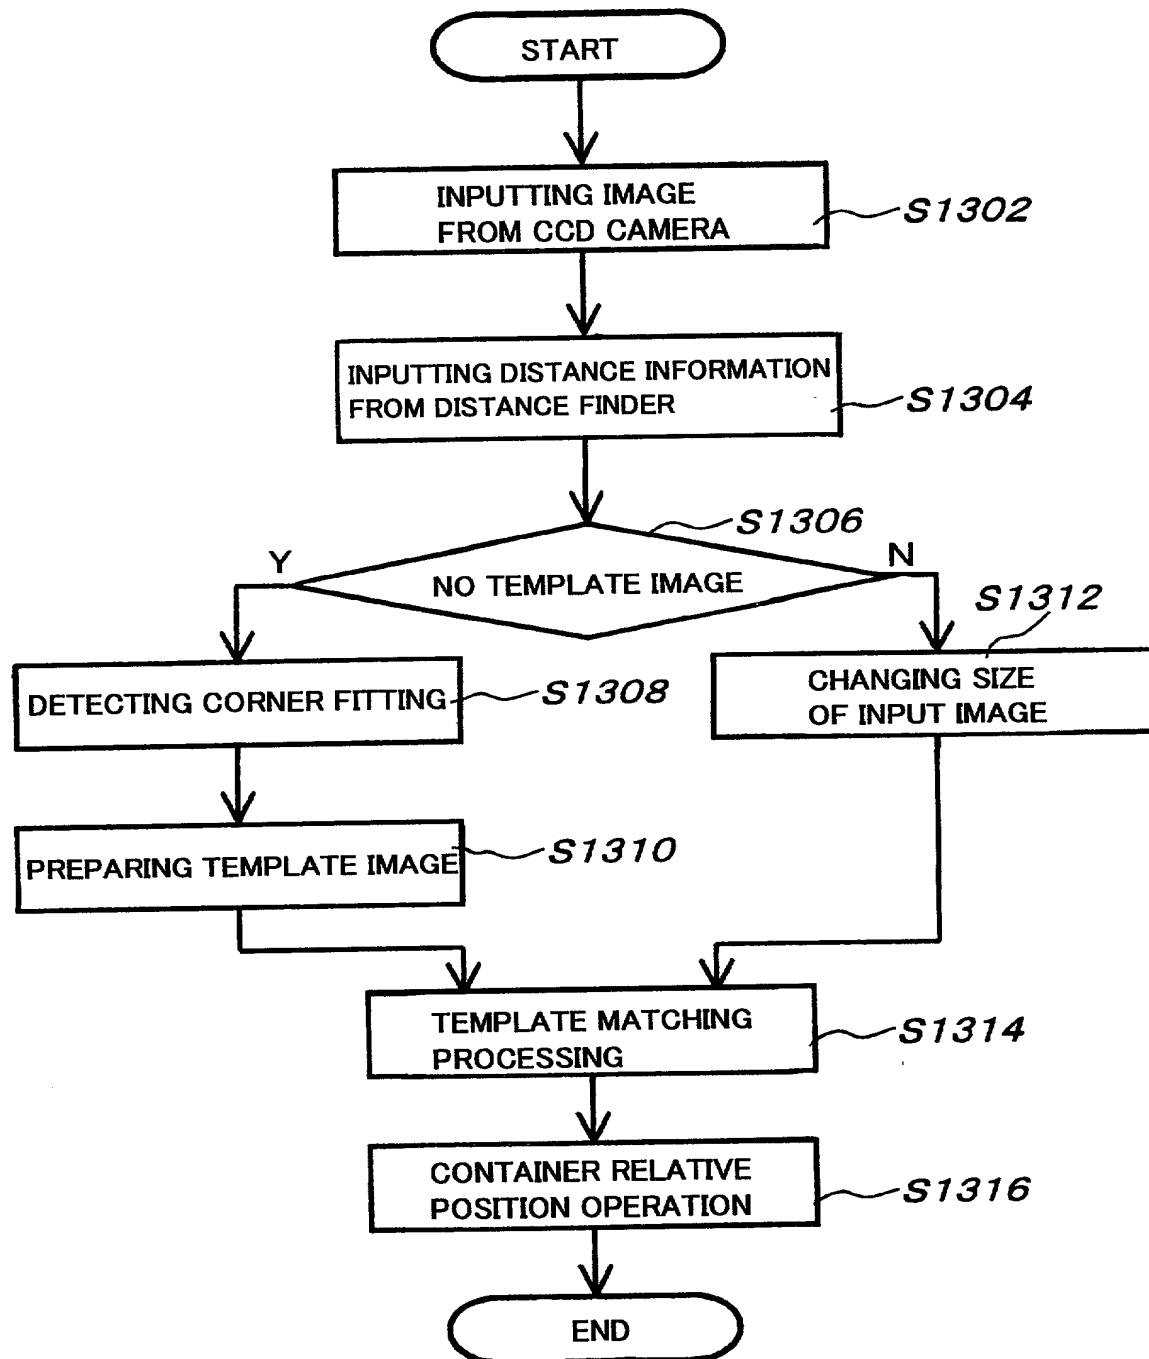 START
INPUTTING IMAGE
FROM CCD CAMERA
S1302
INPUTTING DISTANCE INFORMATION
FROM DISTANCE FINDER
S1304
S1306
Y
NO TEMPLATE IMAGE
N
S1312
DETECTING CORNER FITTING
S1308
CHANGING SIZE
OF INPUT IMAGE
PREPARING TEMPLATE IMAGE
S1310
TEMPLATE MATCHING
PROCESSING
S1314
CONTAINER RELATIVE
POSITION OPERATION
S1316
END